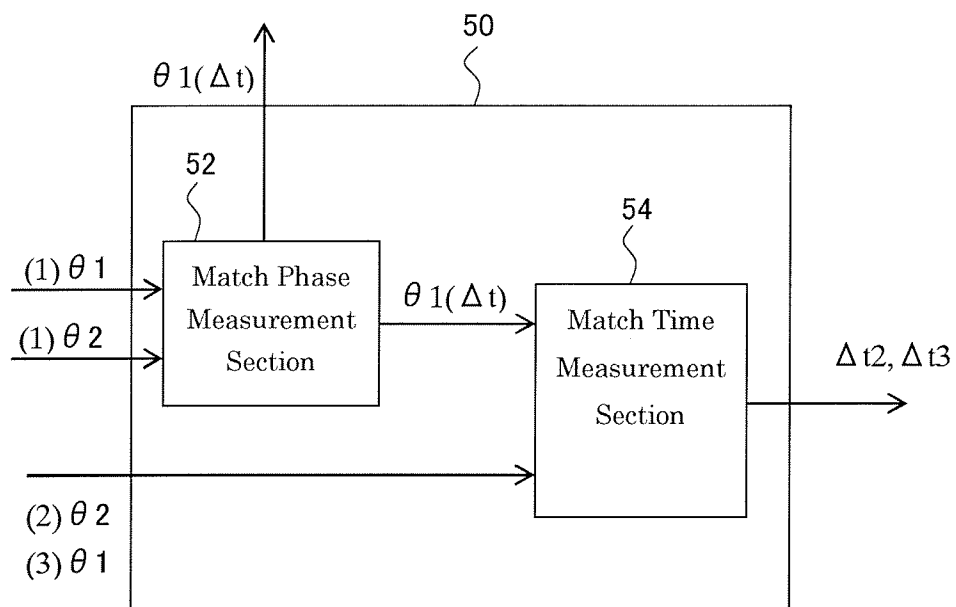 50
θ1(Δt)
52
54
(1)θ1
Match Phase
Measurement
Section
θ1(Δt)
Match Time
Measurement
Section
(1)θ2
Δt2, Δt3
(2)θ2
(3)θ1